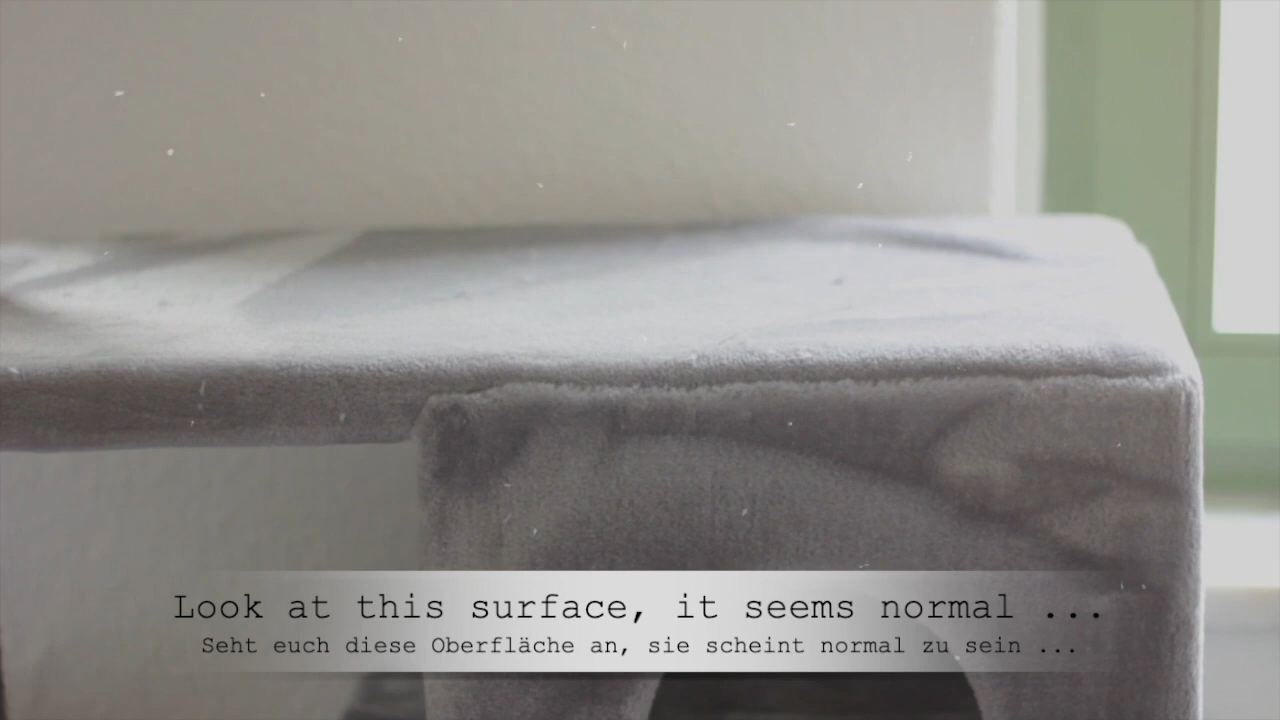 Look at this surface, it seems normal ...
Seht euch diese Oberfläche an, sie scheint normal zu sein ...